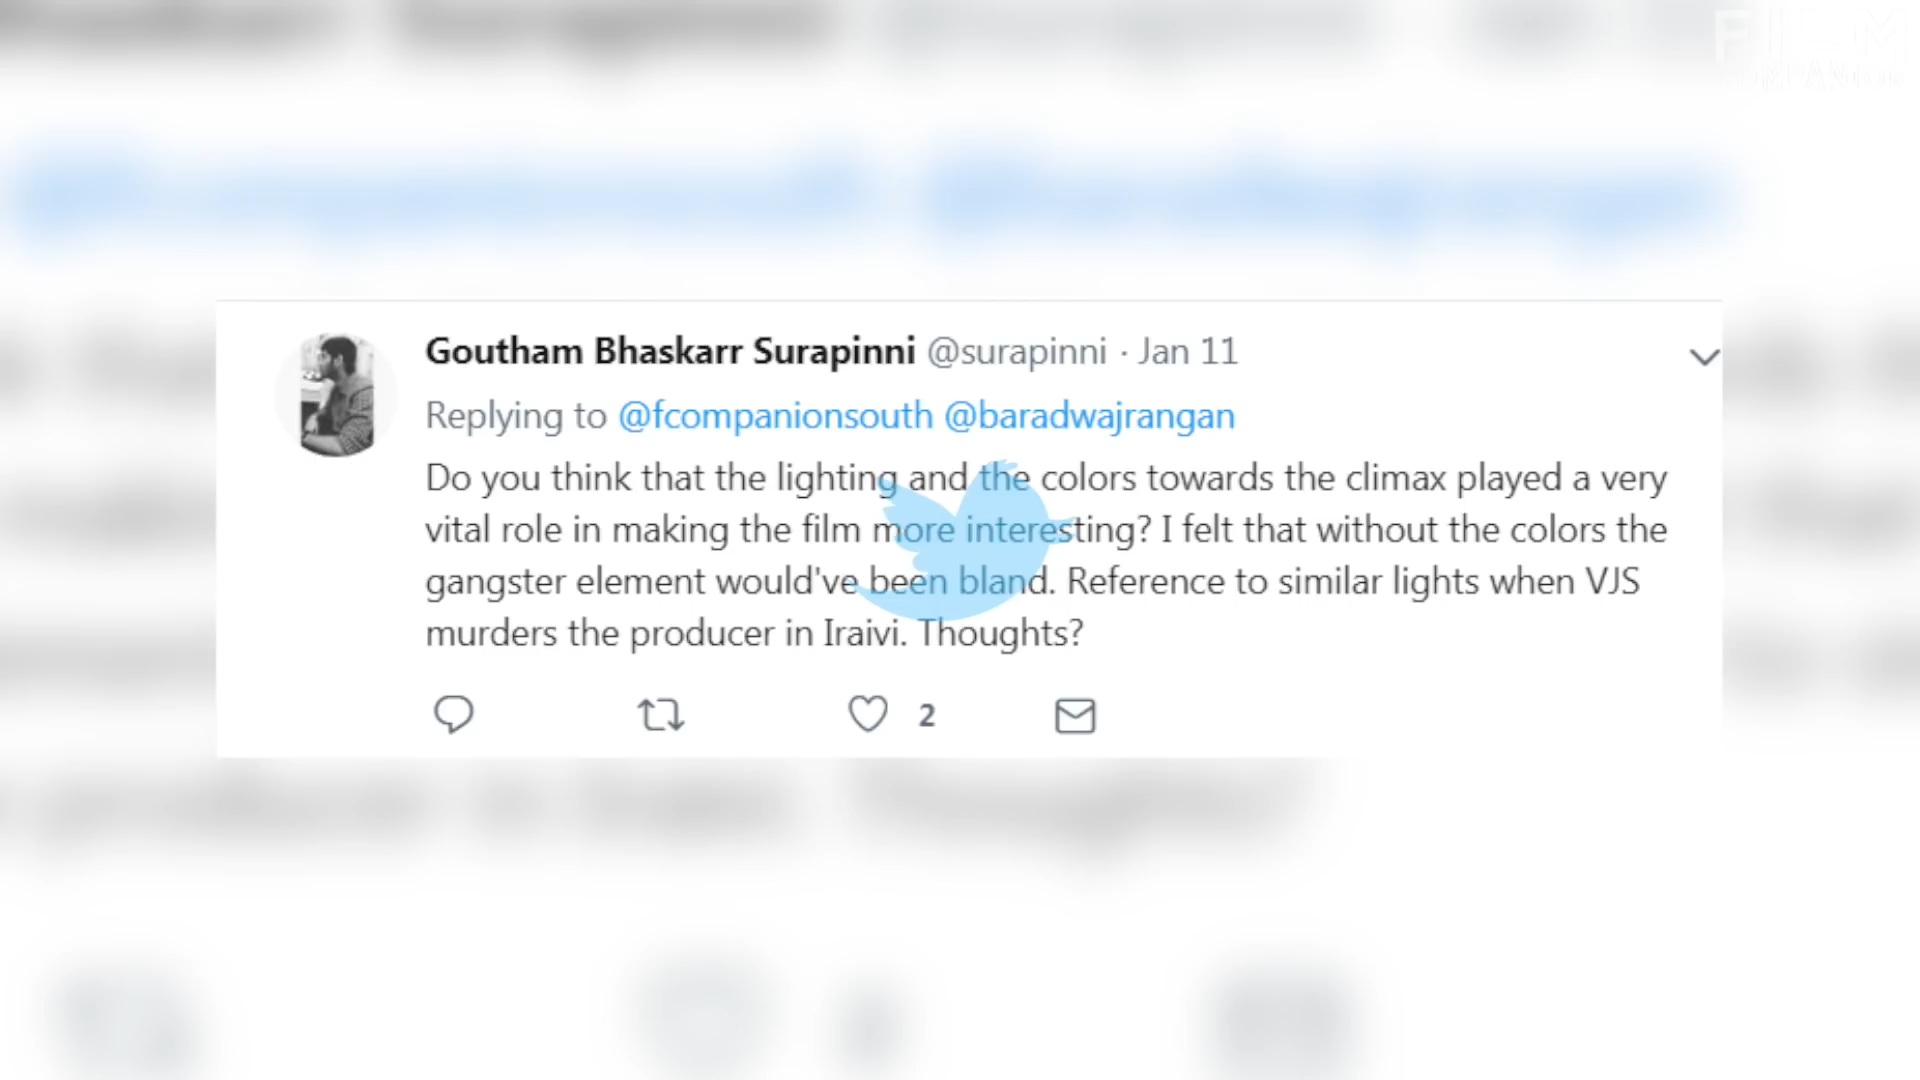 FILM
COMPANION
Goutham Bhaskarr Surapinni @surapinni · Jan 11
Replying to @fcompanionsouth @baradwajrangan
Do you think that the lighting and the colors towards the climax played a very
vital role in making the film more interesting? I felt that without the colors the
gangster element would've been bland. Reference to similar lights when VJS
murders the producer in Iraivi. Thoughts?
2